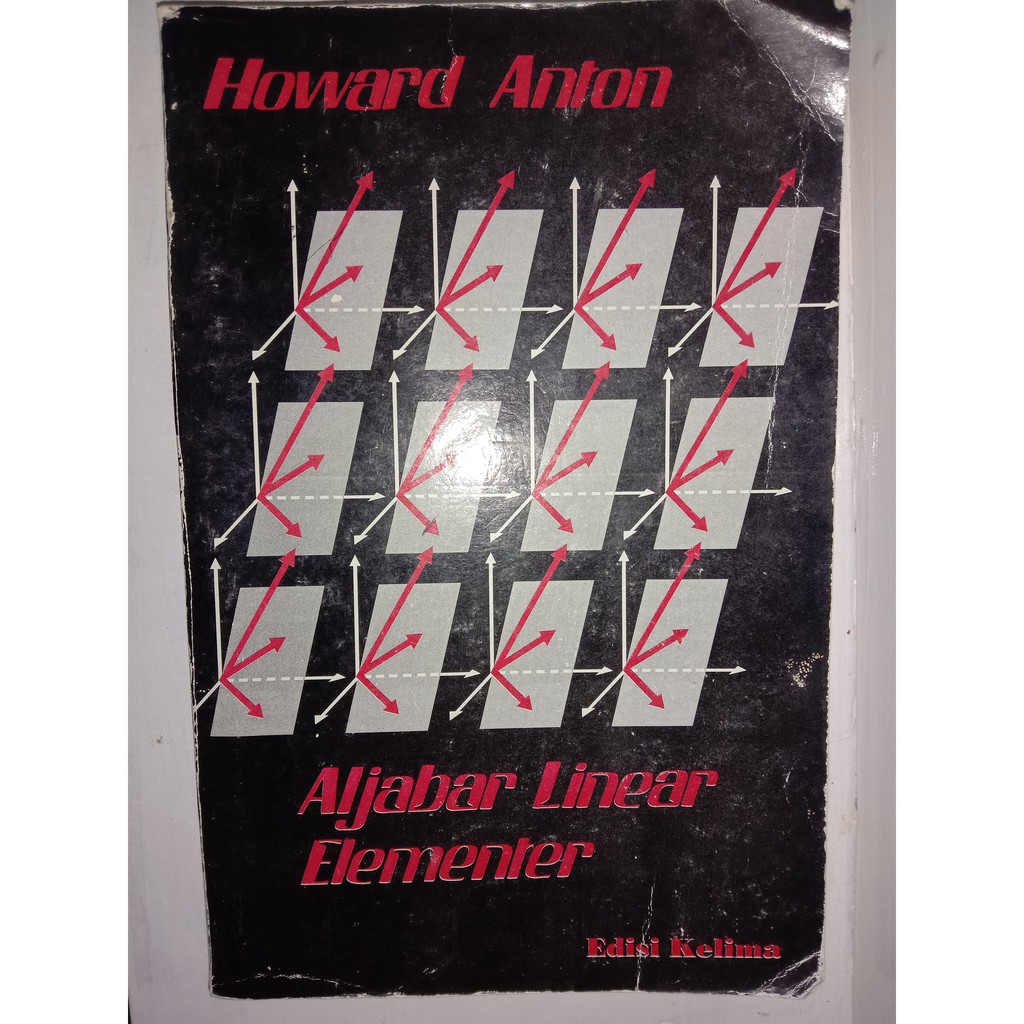 Howard Anton
Aljabar Linear
Elementer
Edisi Kelima